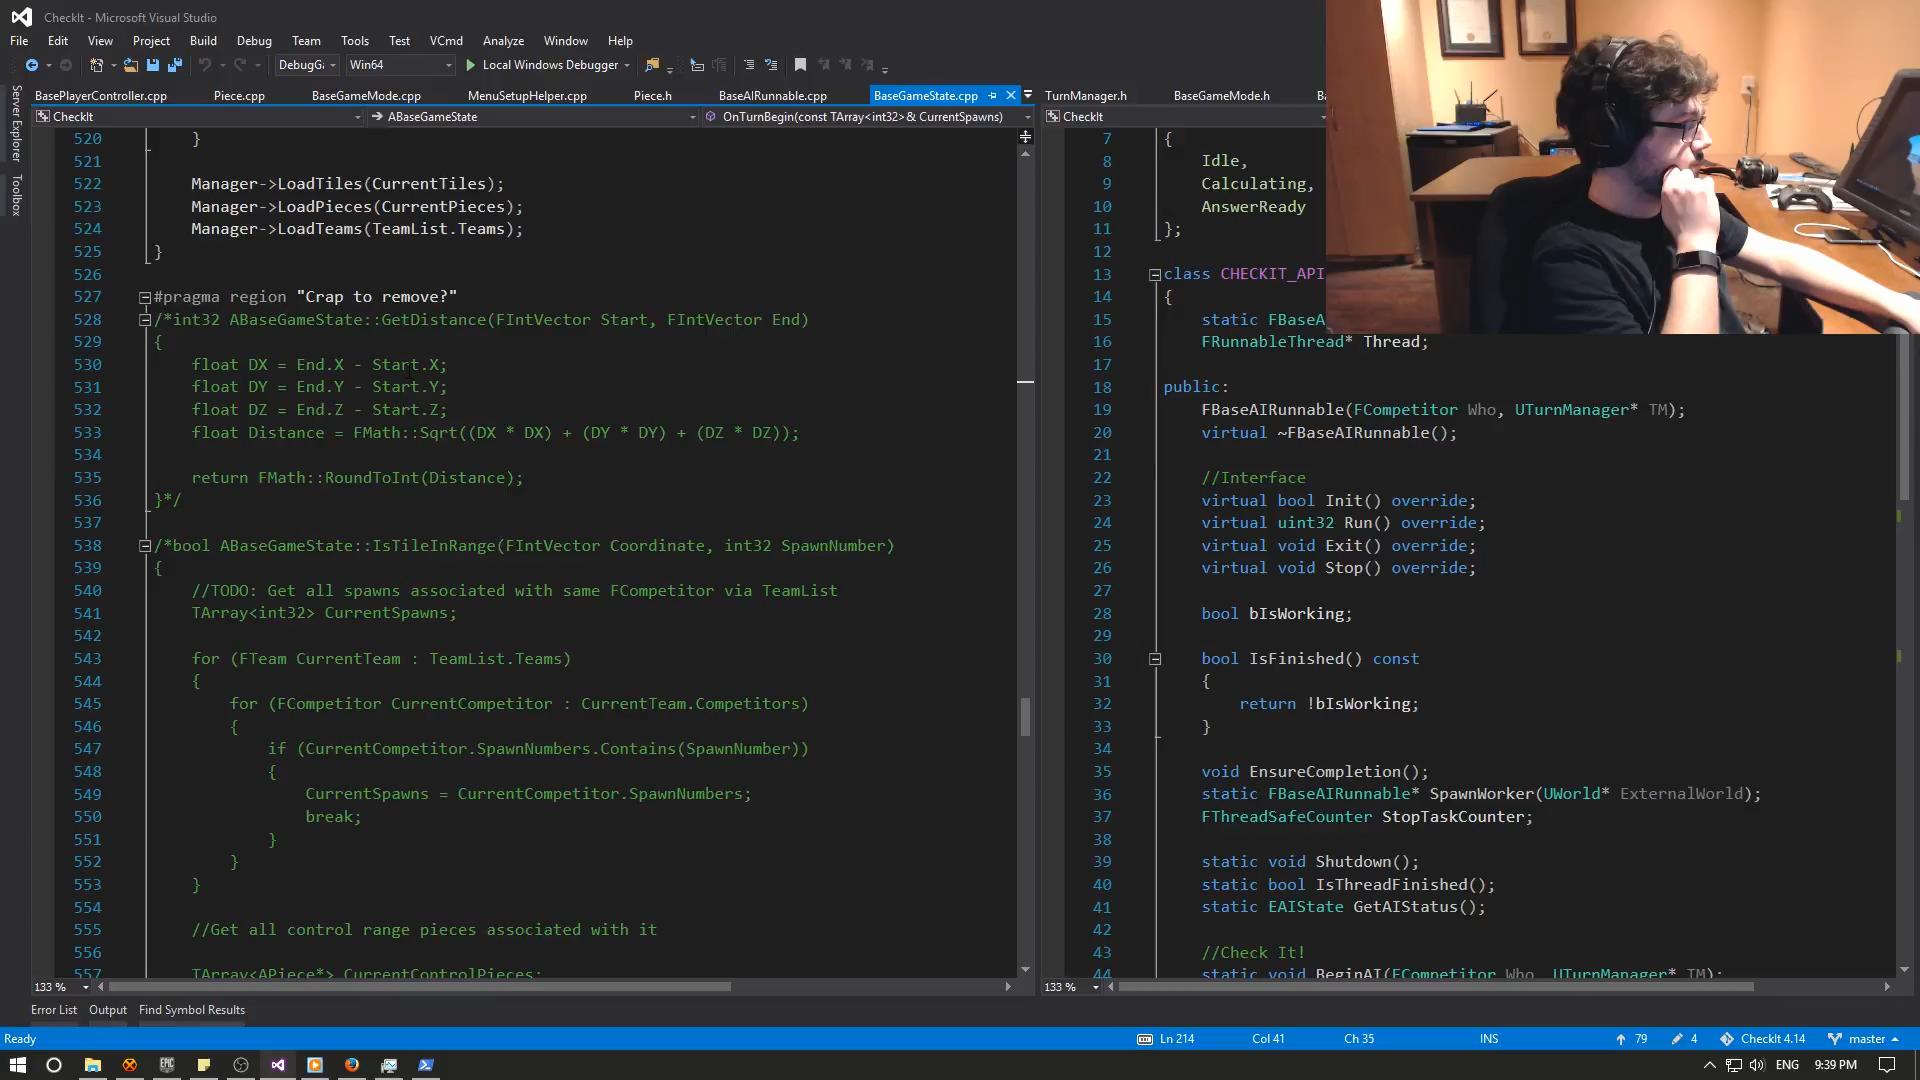 CheckIt - Microsoft Visual Studio
File Edit View Project Build Debug Team Tools Test VCmd Analyze Window Help
DebugG Win64 Local Windows Debugger
Server Explorer
Toolbox
BasePlayerController.cpp Piece.cpp BaseGameMode.cpp MenuSetupHelper.cpp Piece.h BaseAIRunnable.cpp BaseGameState.cpp TurnManager.h BaseGameMode.h
CheckIt ABaseGameState OnTurnBegin(const TArray<int32>& CurrentSpawns) CheckIt
520 }
521
522 Manager->LoadTiles(CurrentTiles);
523 Manager->LoadPieces(CurrentPieces);
524 Manager->LoadTeams(TeamList.Teams);
525 }
526
527 #pragma region "Crap to remove?"
528 /*int32 ABaseGameState::GetDistance(FIntVector Start, FIntVector End)
529 {
530 float DX = End.X - Start.X;
531 float DY = End.Y - Start.Y;
532 float DZ = End.Z - Start.Z;
533 float Distance = FMath::Sqrt((DX * DX) + (DY * DY) + (DZ * DZ));
534
535 return FMath::RoundToInt(Distance);
536 }*/
537
538 /*bool ABaseGameState::IsTileInRange(FIntVector Coordinate, int32 SpawnNumber)
539 {
540 //TODO: Get all spawns associated with same FCompetitor via TeamList
541 TArray<int32> CurrentSpawns;
542
543 for (FTeam CurrentTeam : TeamList.Teams)
544 {
545 for (FCompetitor CurrentCompetitor : CurrentTeam.Competitors)
546 {
547 if (CurrentCompetitor.SpawnNumbers.Contains(SpawnNumber))
548 {
549 CurrentSpawns = CurrentCompetitor.SpawnNumbers;
550 break;
551 }
552 }
553 }
554
555 //Get all control range pieces associated with it
556
557 TArray<APiece*> CurrentControlPieces;
7 {
8 Idle,
9 Calculating,
10 AnswerReady
11 };
12
13 class CHECKIT_API
14 {
15 static FBaseA
16 FRunnableThread* Thread;
17
18 public:
19 FBaseAIRunnable(FCompetitor Who, UTurnManager* TM);
20 virtual ~FBaseAIRunnable();
21
22 //Interface
23 virtual bool Init() override;
24 virtual uint32 Run() override;
25 virtual void Exit() override;
26 virtual void Stop() override;
27
28 bool bIsWorking;
29
30 bool IsFinished() const
31 {
32 return !bIsWorking;
33 }
34
35 void EnsureCompletion();
36 static FBaseAIRunnable* SpawnWorker(UWorld* ExternalWorld);
37 FThreadSafeCounter StopTaskCounter;
38
39 static void Shutdown();
40 static bool IsThreadFinished();
41 static EAIState GetAIStatus();
42
43 //Check It!
44 static void BeginAI(FCompetitor Who, UTurnManager* TM);
133 % 133 %
Error List Output Find Symbol Results
Ready Ln 214 Col 41 Ch 35 INS 79 4 CheckIt 4.14 master
EPIC
ENG 9:39 PM